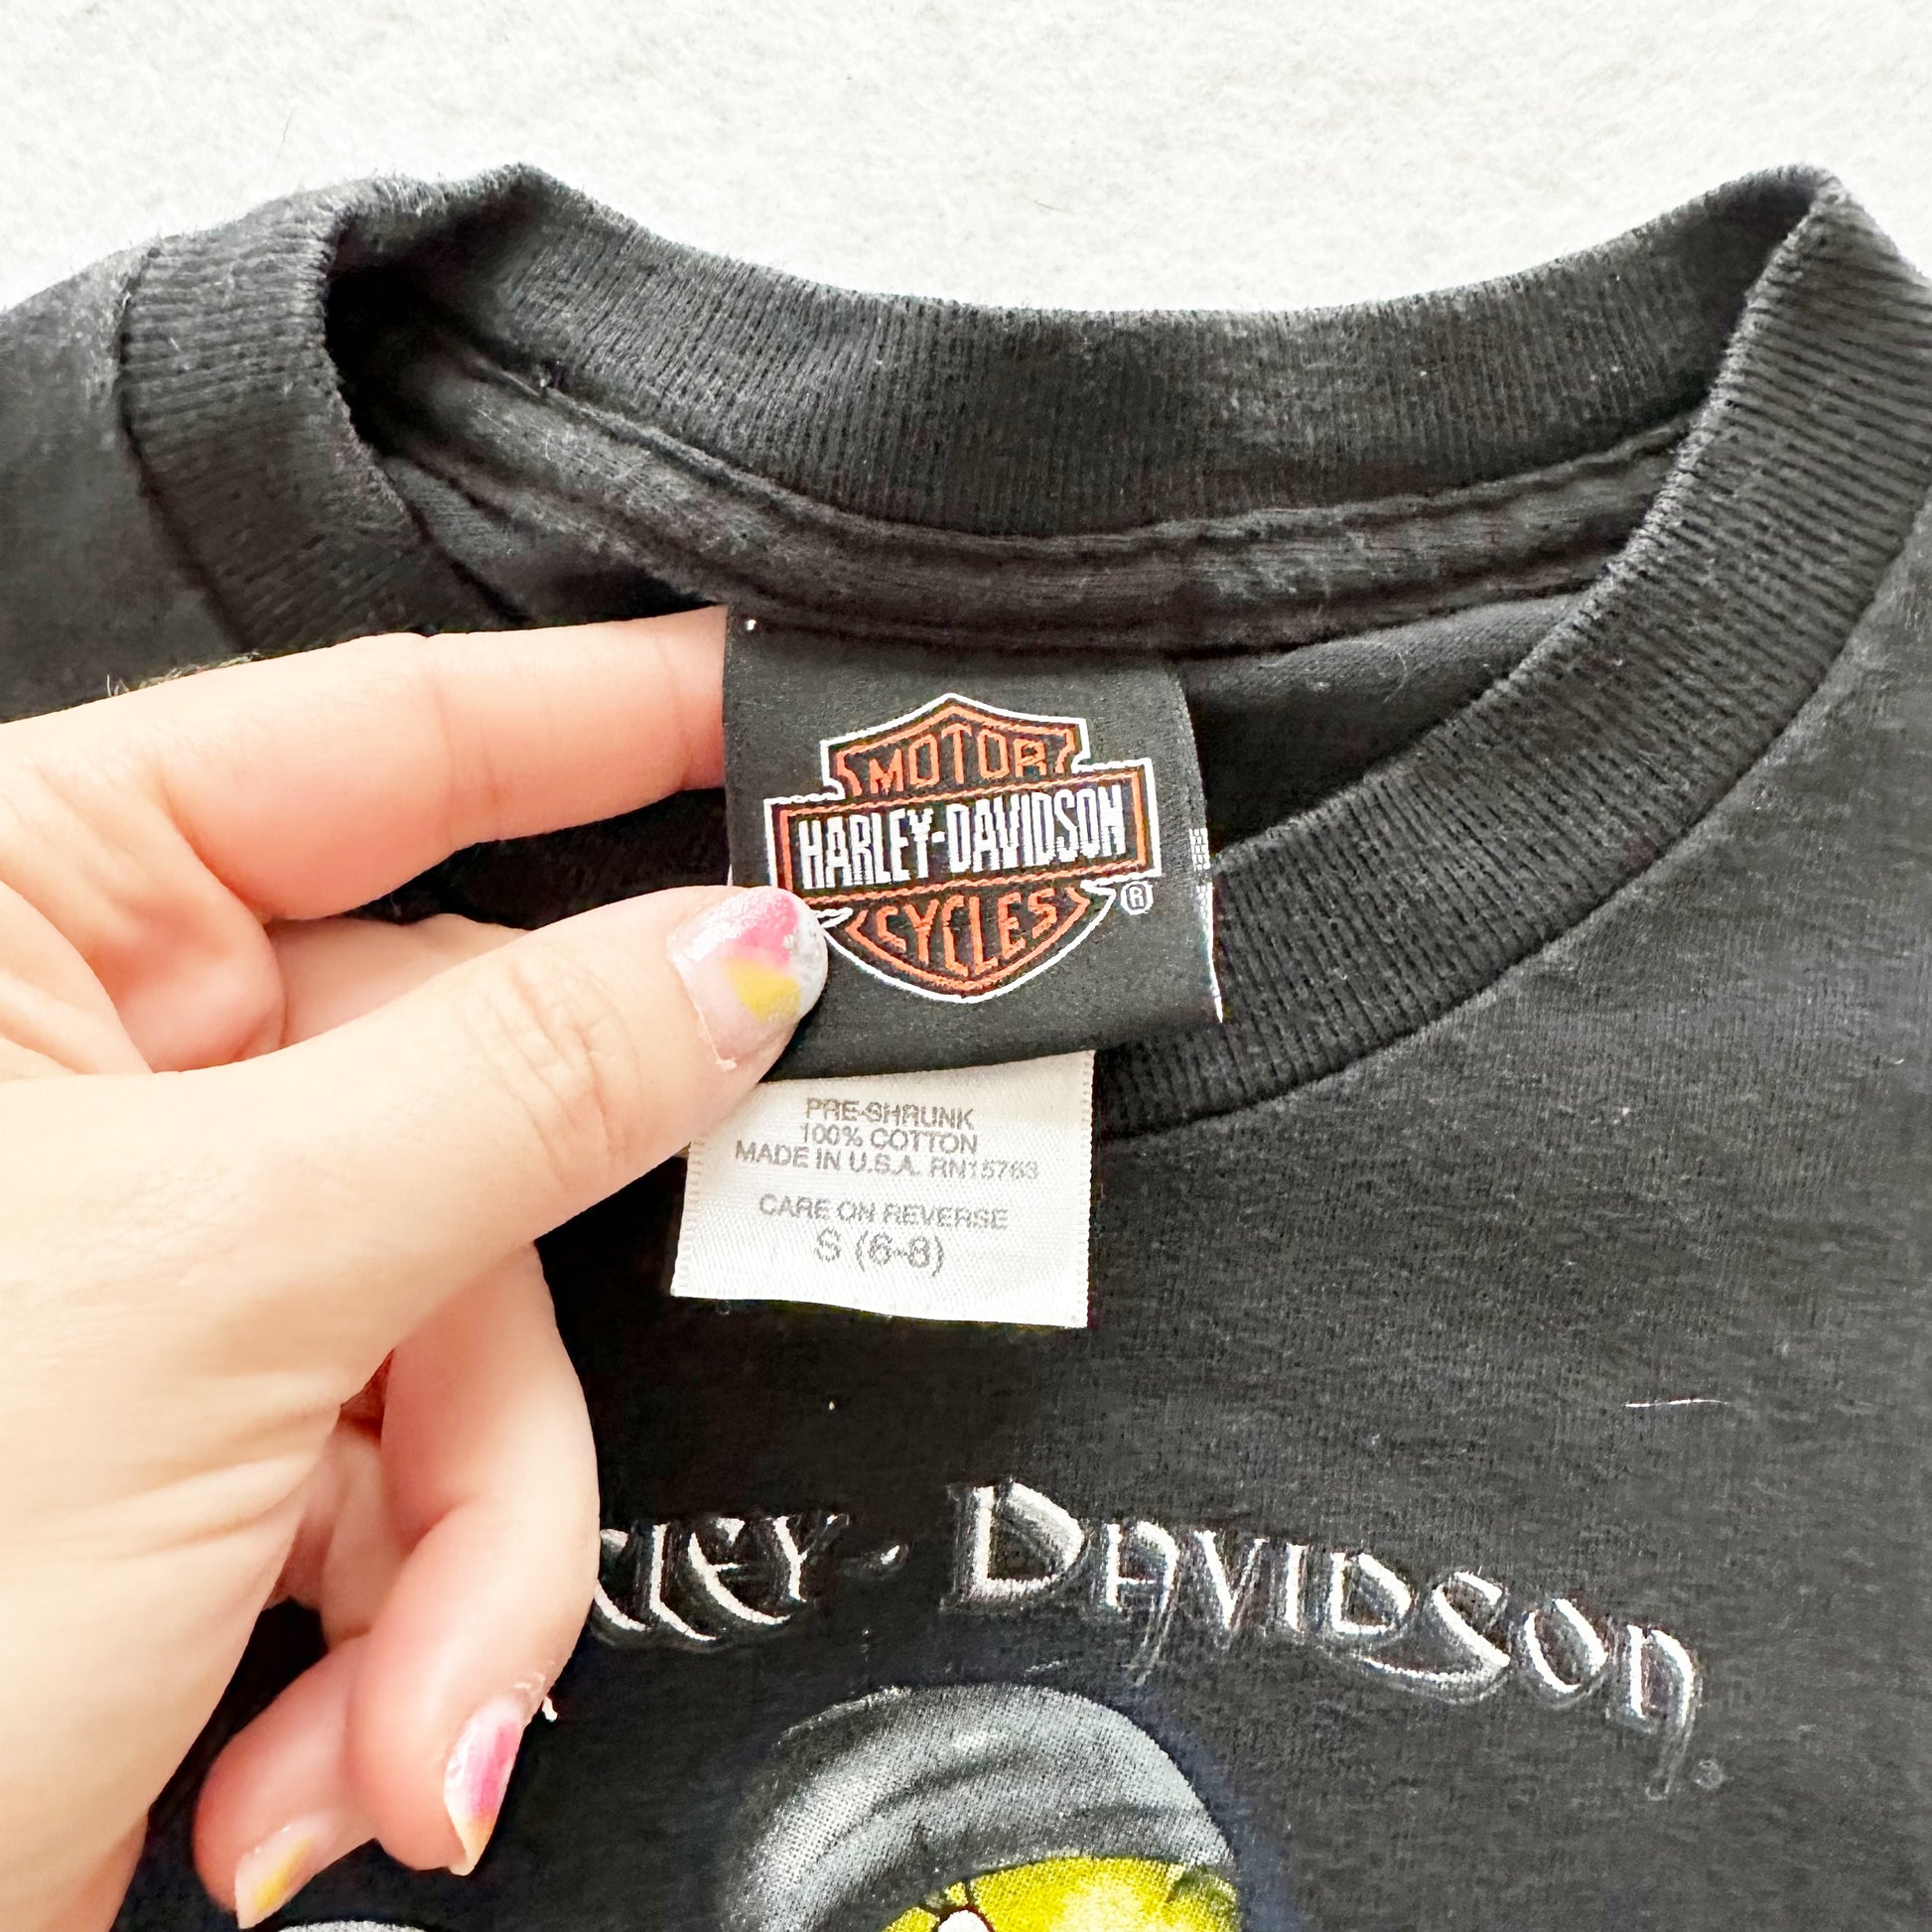 MOTOR
HARLEY-DAVIDSON
CYCLES
®
PRE-SHRUNK
100% COTTON
MADE IN U.S.A. RN15763
CARE ON REVERSE
S (6-8)
DAVIDSON